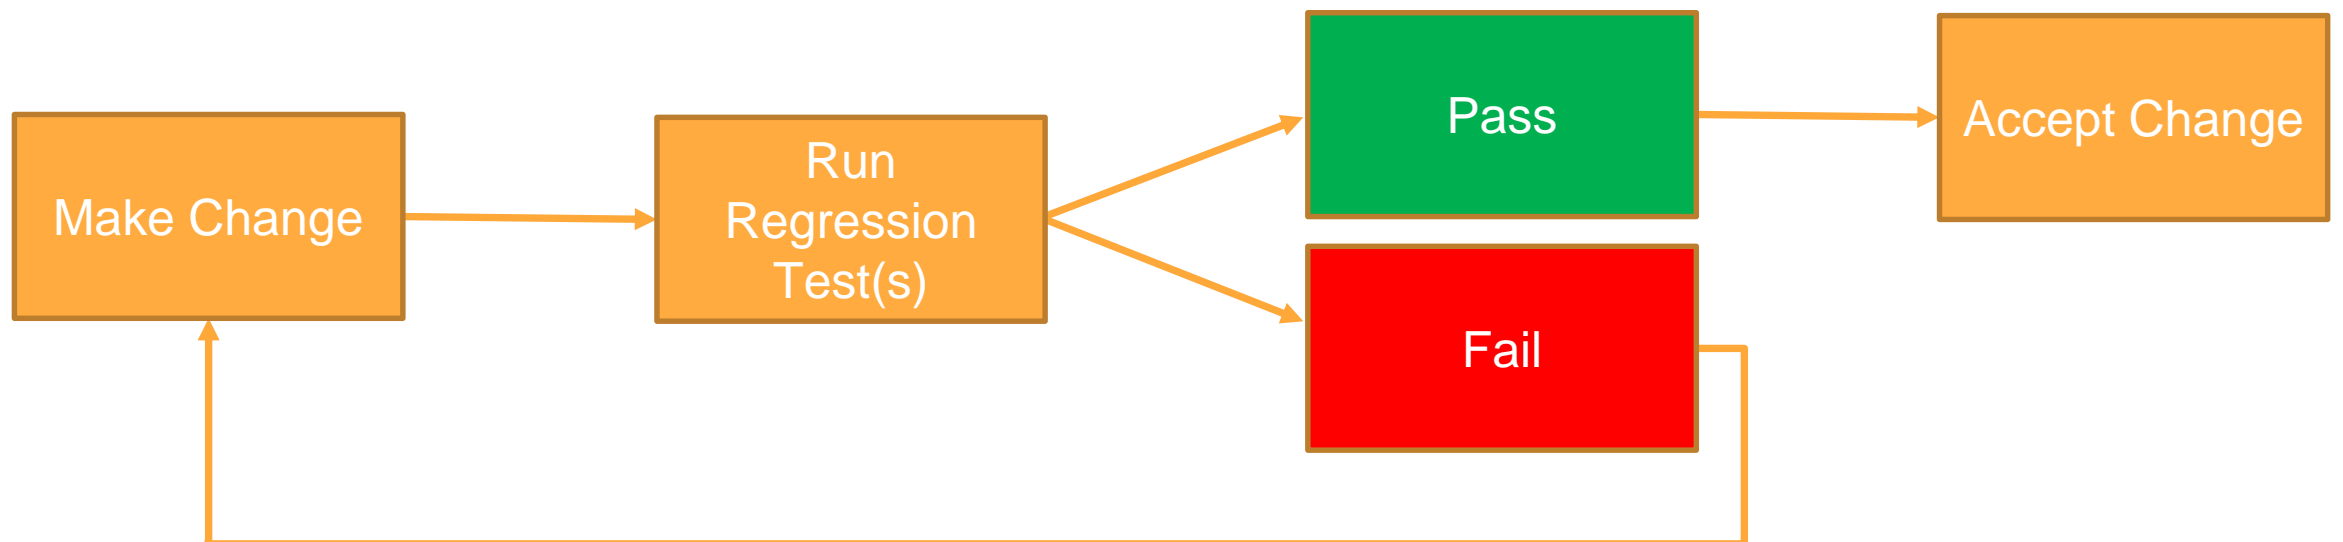 Make Change
Run
Regression
Test(s)
Pass
Fail
Accept Change